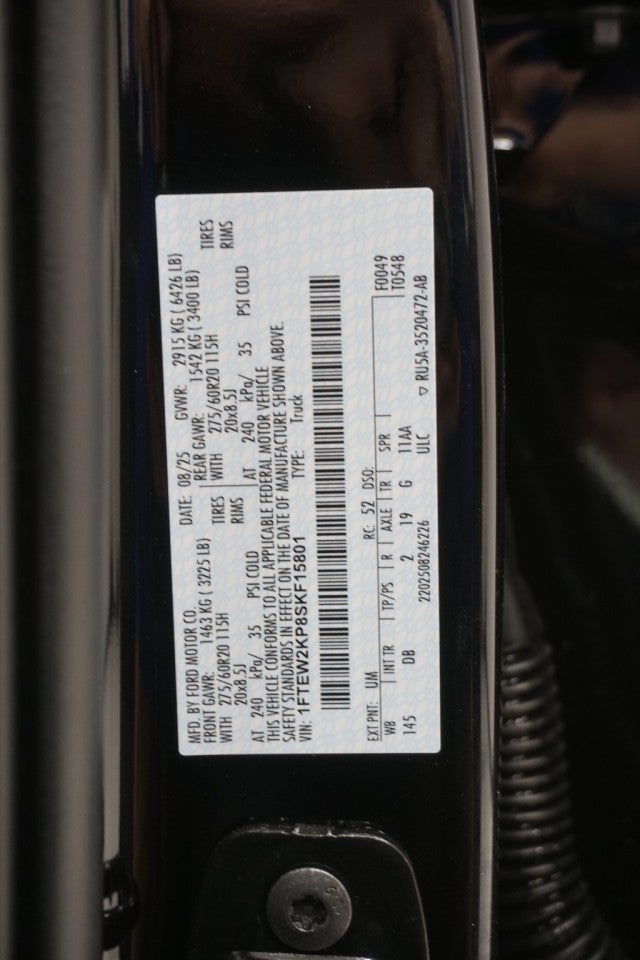 MFD. BY FORD MOTOR CO. DATE: 08/25 GVWR: 2915 KG ( 6426 LB)
FRONT GAWR: 1463 KG ( 3225 LB) REAR GAWR: 1542 KG ( 3400 LB)
WITH 275/60R20 115H TIRES WITH 275/60R20 115H TIRES
20x8.5J RIMS 20x8.5J RIMS
AT 240 kPa/ 35 PSI COLD AT 240 kPa/ 35 PSI COLD
THIS VEHICLE CONFORMS TO ALL APPLICABLE FEDERAL MOTOR VEHICLE
SAFETY STANDARDS IN EFFECT ON THE DATE OF MANUFACTURE SHOWN ABOVE.
VIN: 1FTEW2KP8SKF15801 TYPE: Truck
EXT PNT: UM RC: 52 DSO: F0049
WB INT TR TP/PS R AXLE TR SPR T0548
145 DB 2 19 G 11AA
2202508246226 ULC ▽ RU5A-3520472-AB